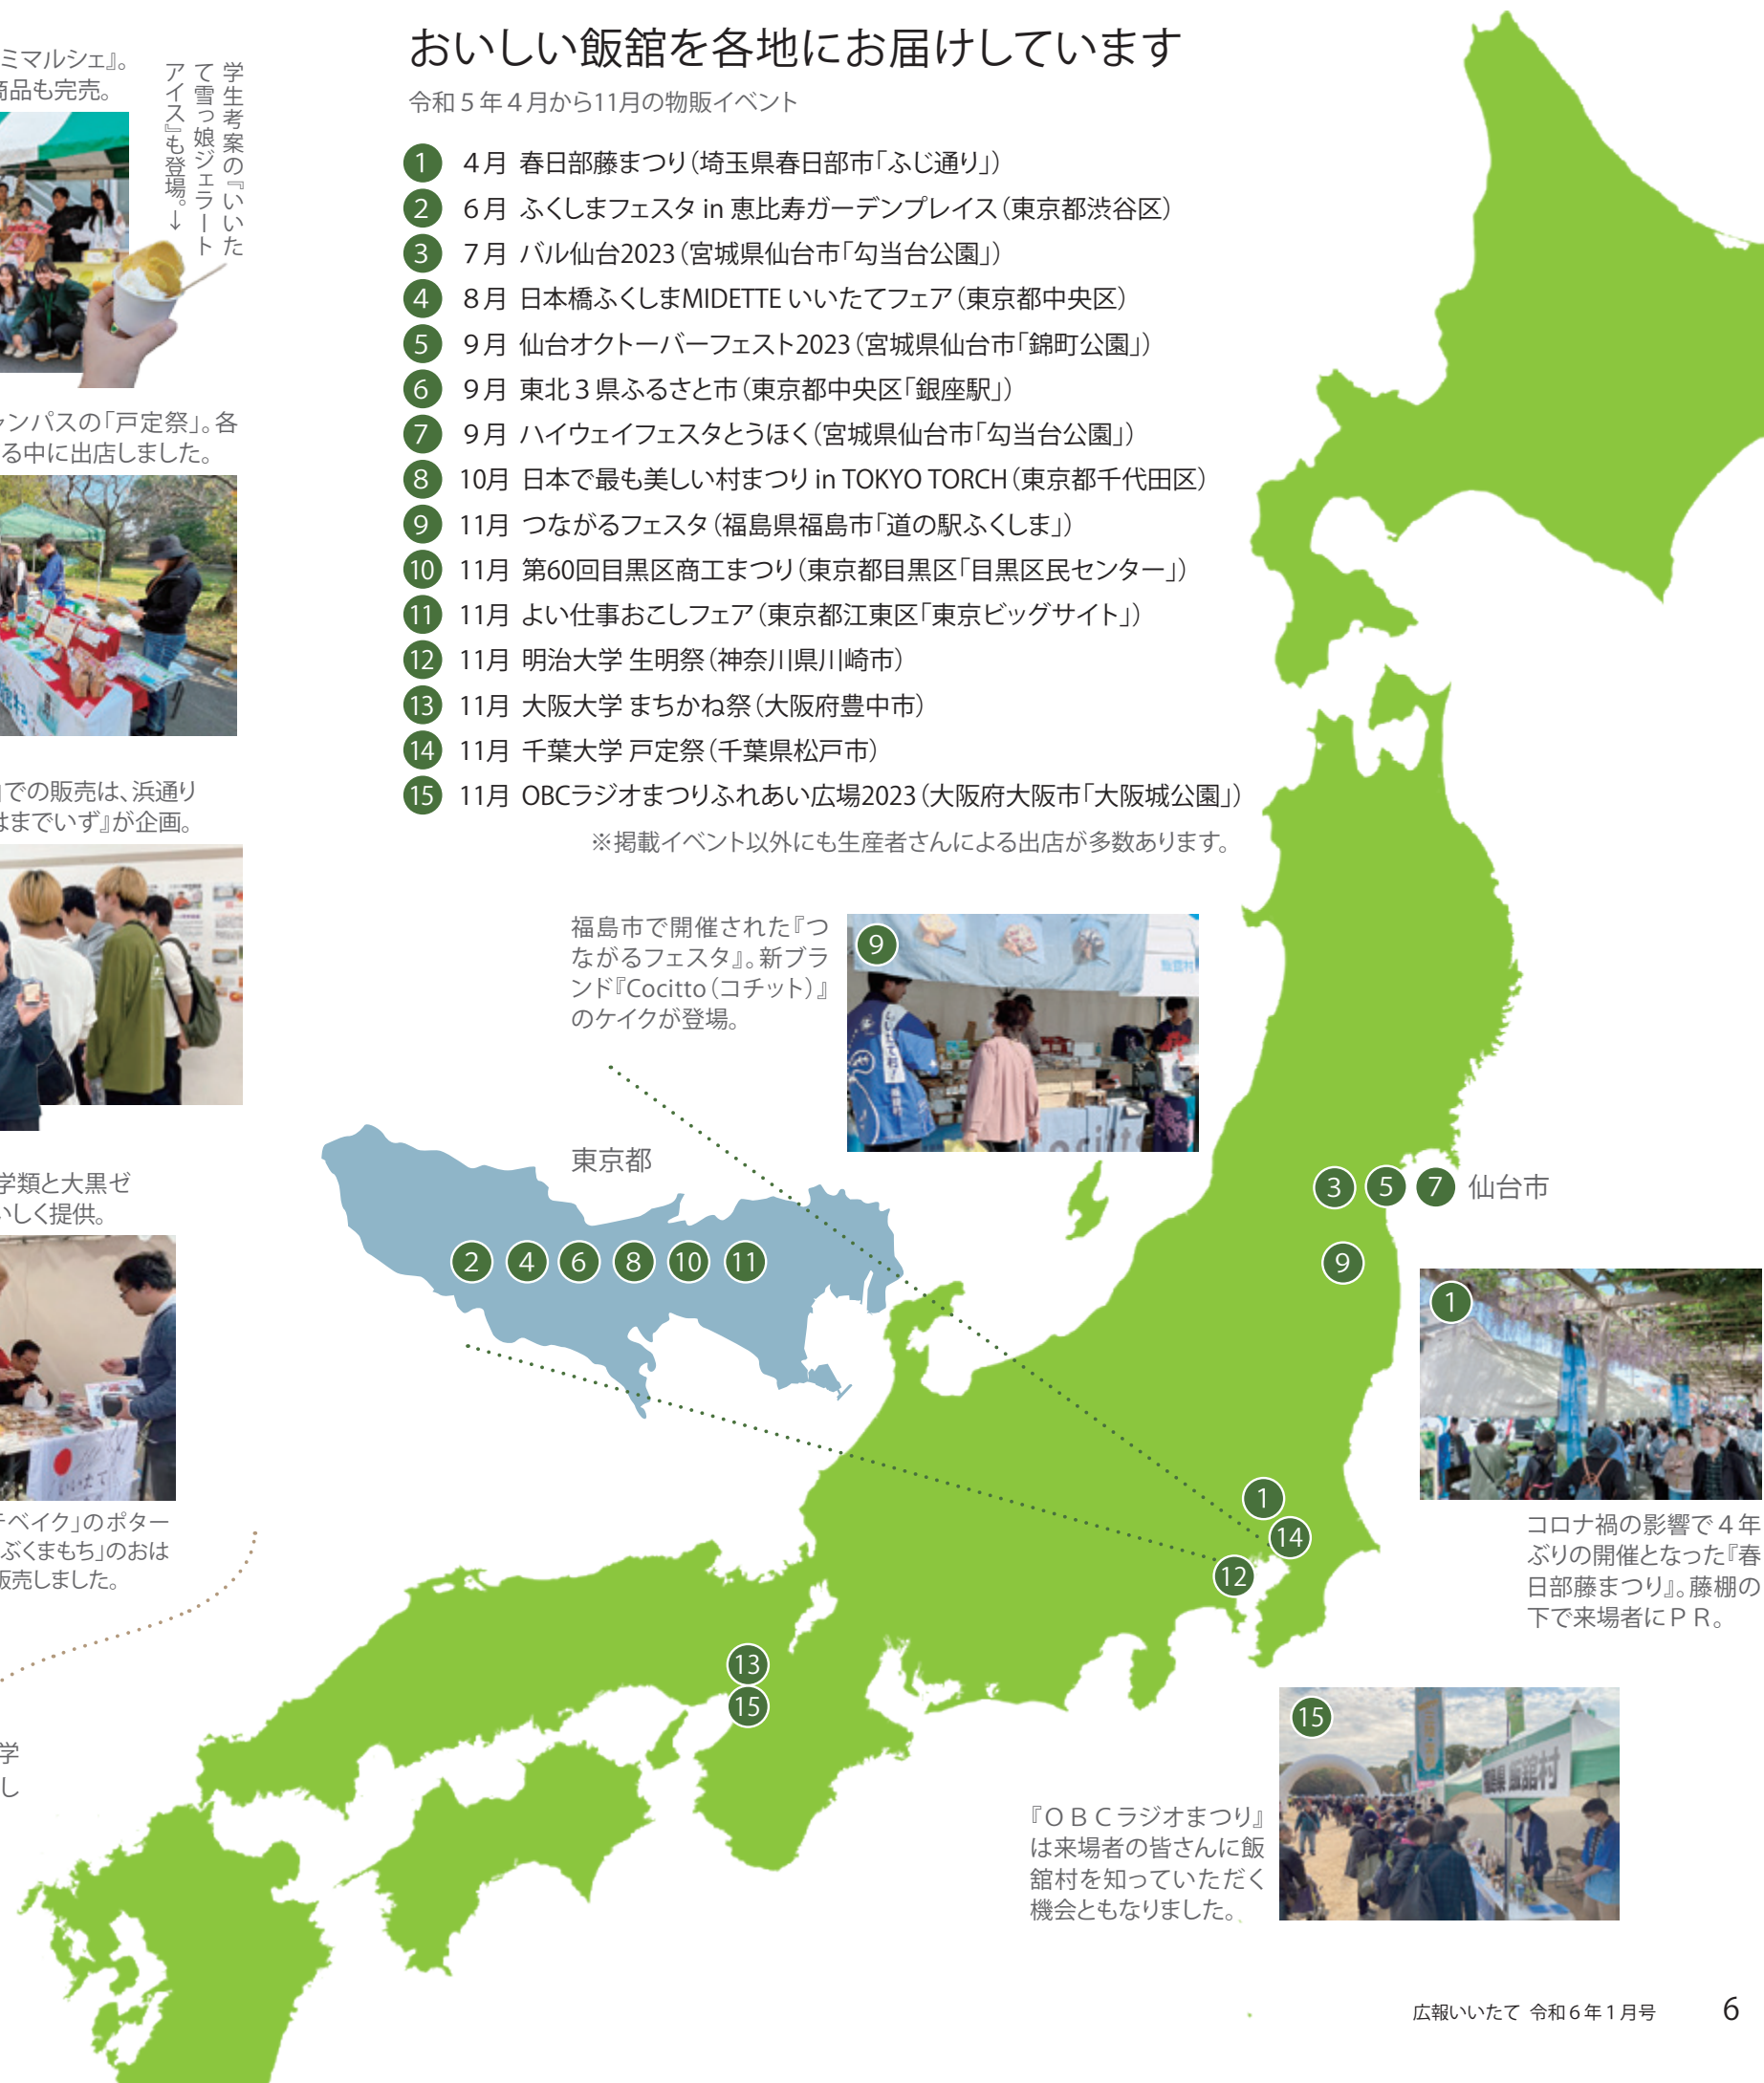 おいしい飯舘を各地にお届けしています
令和5年4月から11月の物販イベント
1 4月 春日部藤まつり(埼玉県春日部市「ふじ通り」)
2 6月 ふくしまフェスタ in 恵比寿ガーデンプレイス(東京都渋谷区)
3 7月 バル仙台2023(宮城県仙台市「勾当台公園」)
4 8月 日本橋ふくしまMIDETTE いいたてフェア(東京都中央区)
5 9月 仙台オクトーバーフェスト2023(宮城県仙台市「錦町公園」)
6 9月 東北3県ふるさと市(東京都中央区「銀座駅」)
7 9月 ハイウェイフェスタとうほく(宮城県仙台市「勾当台公園」)
8 10月 日本で最も美しい村まつり in TOKYO TORCH(東京都千代田区)
9 11月 つながるフェスタ(福島県福島市「道の駅ふくしま」)
10 11月 第60回目黒区商工まつり(東京都目黒区「目黒区民センター」)
11 11月 よい仕事おこしフェア(東京都江東区「東京ビッグサイト」)
12 11月 明治大学 生明祭(神奈川県川崎市)
13 11月 大阪大学 まちかね祭(大阪府豊中市)
14 11月 千葉大学 戸定祭(千葉県松戸市)
15 11月 OBCラジオまつりふれあい広場2023(大阪府大阪市「大阪城公園」)
※掲載イベント以外にも生産者さんによる出店が多数あります。
ミマルシェ』。
商品も完売。
学生考案の『いいた
て雪っ娘ジェラート
アイス』も登場。→
ャンパスの「戸定祭」。各
る中に出店しました。
での販売は、浜通り
はまでいず』が企画。
学類と大黒ゼ
いしく提供。
いいたて
テベイク」のポター
ぶくまもち」のおは
販売しました。
学
し
福島市で開催された『つ
ながるフェスタ』。新ブラ
ンド『Cocitto(コチット)』
のケイクが登場。
9
飯舘村
東京都
2 4 6 8 10 11
3 5 7 仙台市
9
1
コロナ禍の影響で4年
ぶりの開催となった『春
日部藤まつり』。藤棚の
下で来場者にPR。
1
14
12
13
15
15
福島県 飯舘村
『OBCラジオまつり』
は来場者の皆さんに飯
舘村を知っていただく
機会ともなりました。
広報いいたて 令和6年1月号 6